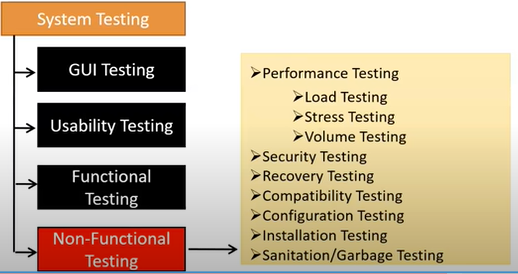 System Testing
GUI Testing
Usability Testing
Functional
Testing
Non-Functional
Testing
➢Performance Testing
➢Load Testing
➢Stress Testing
➢Volume Testing
➢Security Testing
➢Recovery Testing
➢Compatibility Testing
➢Configuration Testing
➢Installation Testing
➢Sanitation/Garbage Testing